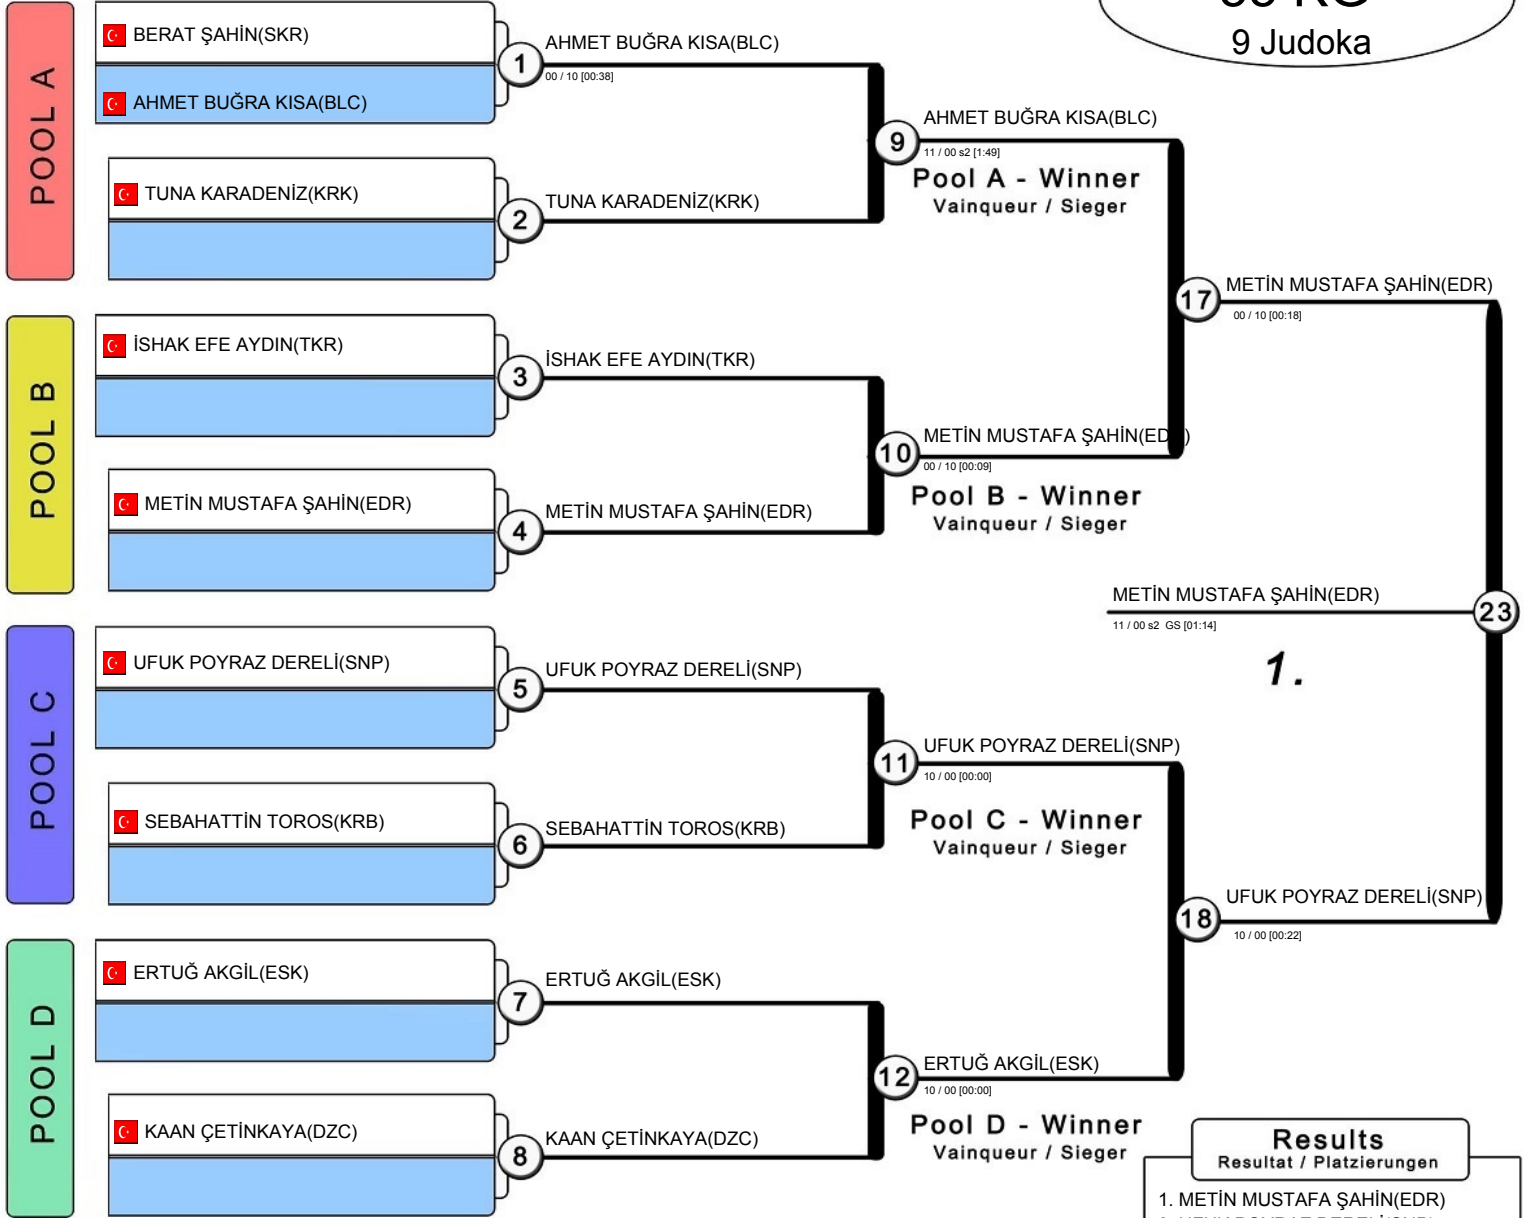 9 Judoka
POOL A
BERAT ŞAHİN(SKR)
AHMET BUĞRA KISA(BLC)
1
AHMET BUĞRA KISA(BLC)
00 / 10 [00:38]
TUNA KARADENİZ(KRK)
2
TUNA KARADENİZ(KRK)
9
AHMET BUĞRA KISA(BLC)
11 / 00 s2 [1:49]
Pool A - Winner
Vainqueur / Sieger
POOL B
İSHAK EFE AYDIN(TKR)
3
İSHAK EFE AYDIN(TKR)
METİN MUSTAFA ŞAHİN(EDR)
4
METİN MUSTAFA ŞAHİN(EDR)
10
METİN MUSTAFA ŞAHİN(EDR)
00 / 10 [00:09]
Pool B - Winner
Vainqueur / Sieger
17
METİN MUSTAFA ŞAHİN(EDR)
00 / 10 [00:18]
METİN MUSTAFA ŞAHİN(EDR)
11 / 00 s2 GS [01:14]
23
1.
POOL C
UFUK POYRAZ DERELİ(SNP)
5
UFUK POYRAZ DERELİ(SNP)
SEBAHATTİN TOROS(KRB)
6
SEBAHATTİN TOROS(KRB)
11
UFUK POYRAZ DERELİ(SNP)
10 / 00 [00:00]
Pool C - Winner
Vainqueur / Sieger
18
UFUK POYRAZ DERELİ(SNP)
10 / 00 [00:22]
POOL D
ERTUĞ AKGİL(ESK)
7
ERTUĞ AKGİL(ESK)
KAAN ÇETİNKAYA(DZC)
8
KAAN ÇETİNKAYA(DZC)
12
ERTUĞ AKGİL(ESK)
10 / 00 [00:00]
Pool D - Winner
Vainqueur / Sieger
Results
Resultat / Platzierungen
1. METİN MUSTAFA ŞAHİN(EDR)